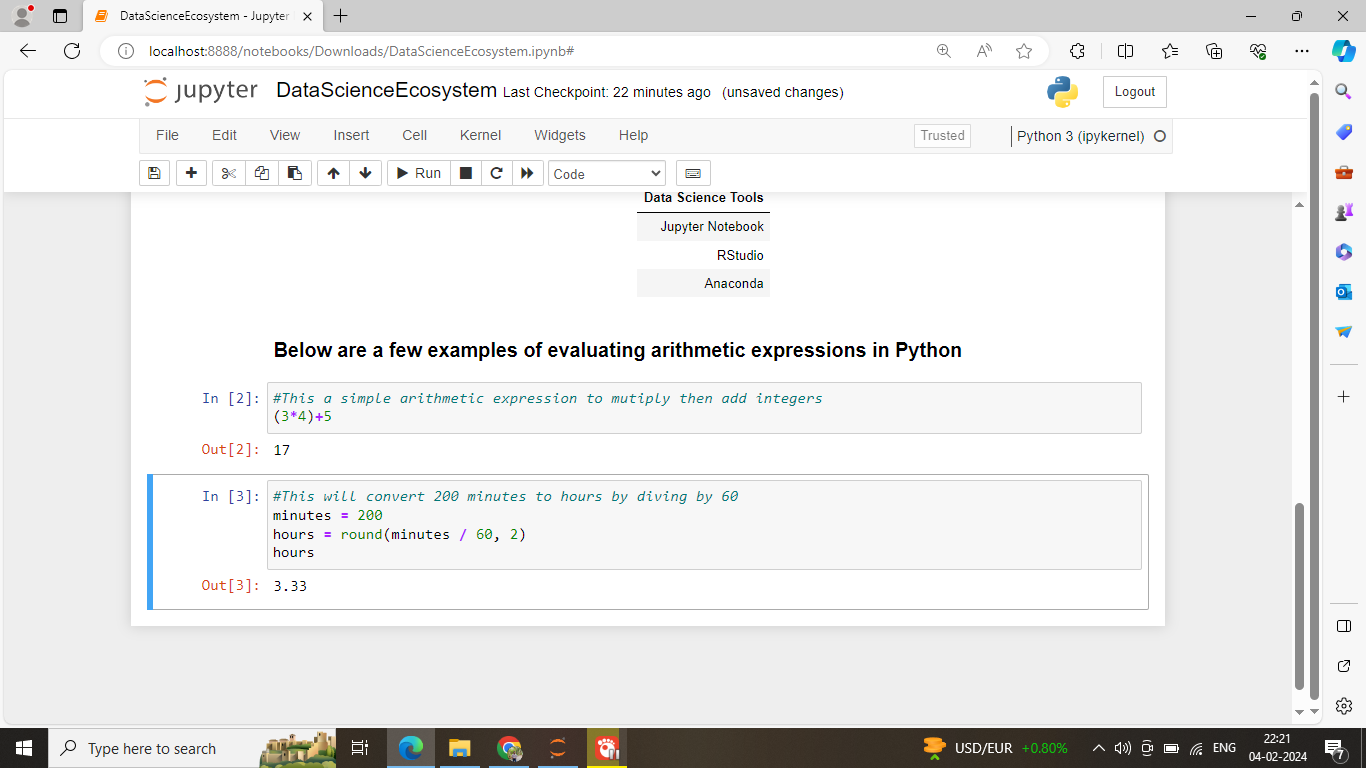 DataScienceEcosystem - Jupyter
localhost:8888/notebooks/Downloads/DataScienceEcosystem.ipynb#
jupyter DataScienceEcosystem Last Checkpoint: 22 minutes ago (unsaved changes)
Logout
File Edit View Insert Cell Kernel Widgets Help
Trusted
Python 3 (ipykernel)
Run
Code
Data Science Tools
Jupyter Notebook
RStudio
Anaconda
Below are a few examples of evaluating arithmetic expressions in Python
In [2]: #This a simple arithmetic expression to mutiply then add integers
(3*4)+5
Out[2]: 17
In [3]: #This will convert 200 minutes to hours by diving by 60
minutes = 200
hours = round(minutes / 60, 2)
hours
Out[3]: 3.33
Type here to search
USD/EUR +0.80%
ENG
22:21
04-02-2024
7